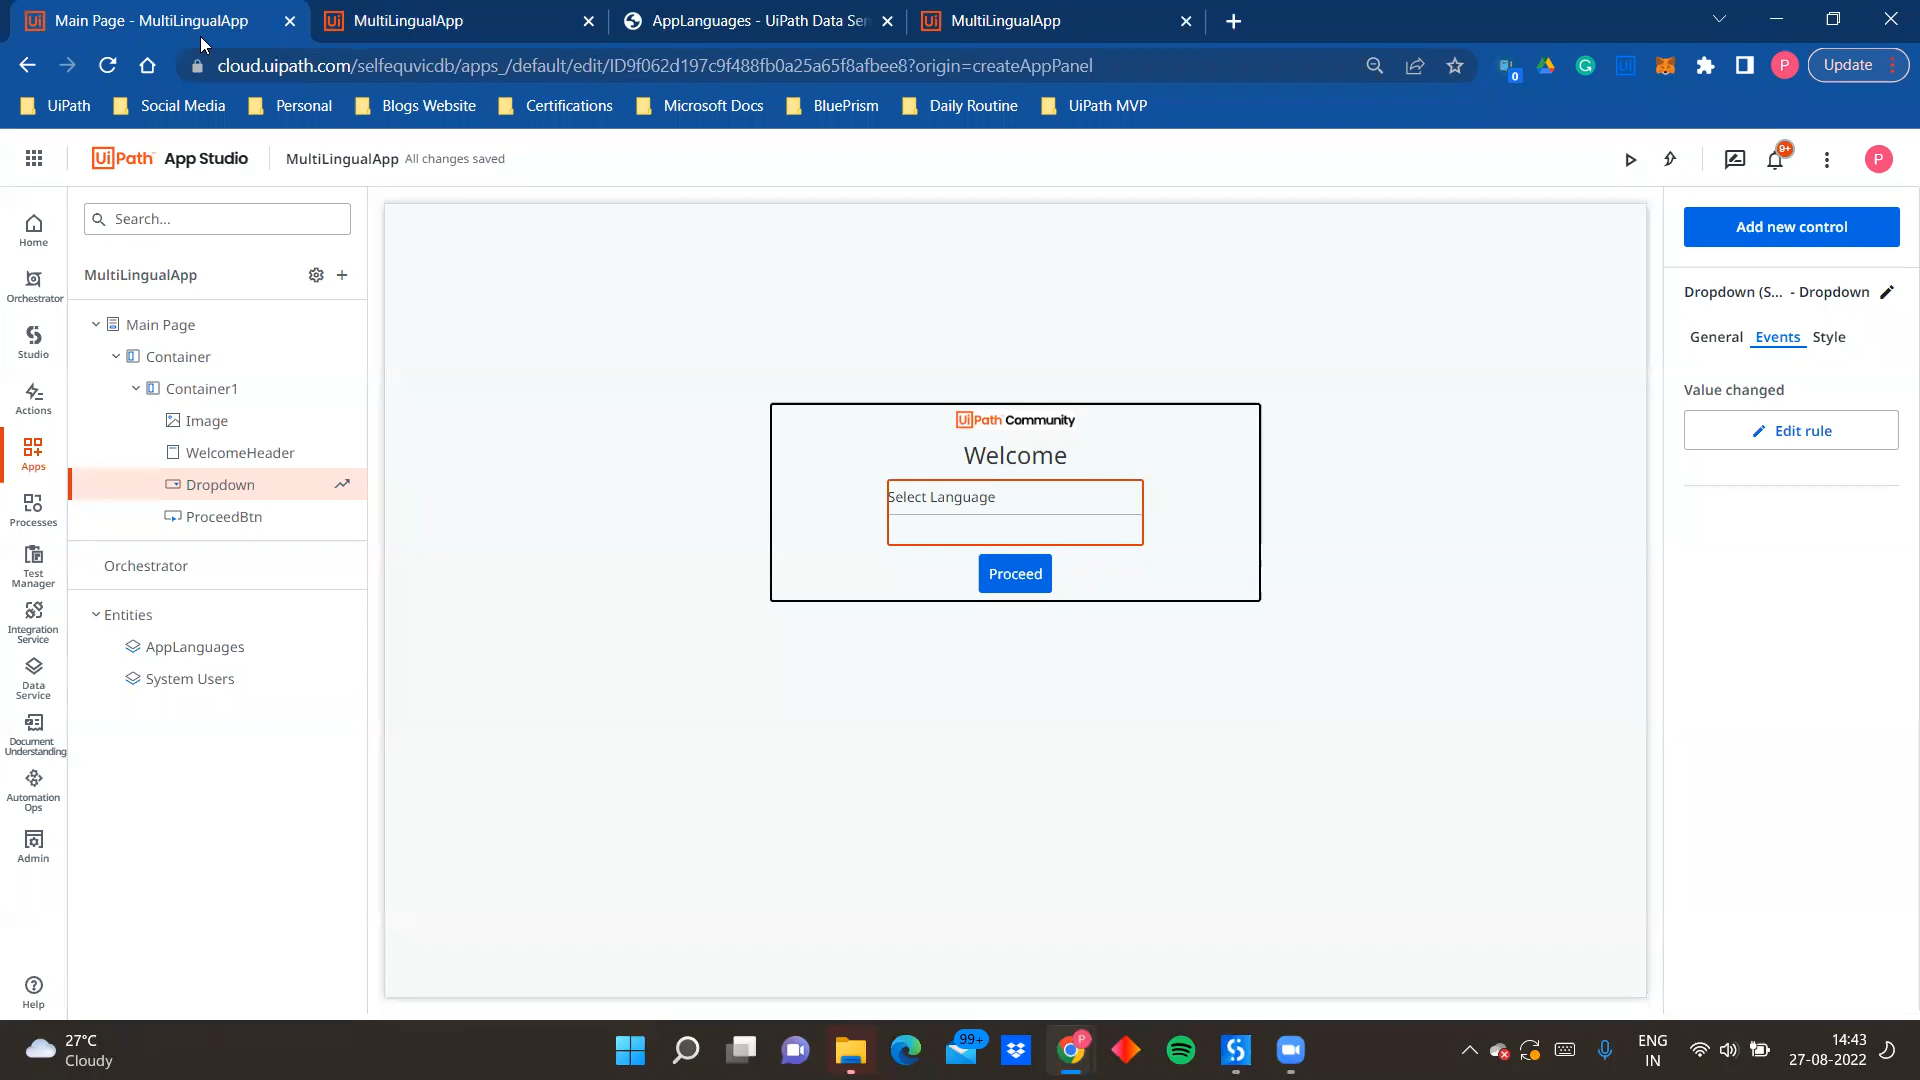 Main Page - MultiLingualApp
MultiLingualApp
AppLanguages - UiPath Data Ser
MultiLingualApp
cloud.uipath.com/selfequvicdb/apps_/default/edit/ID9f062d197c9f488fb0a25a65f8afbee8?origin=createAppPanel
0
P
Update
UiPath
Social Media
Personal
Blogs Website
Certifications
Microsoft Docs
BluePrism
Daily Routine
UiPath MVP
UiPath App Studio
MultiLingualApp
All changes saved
9+
P
Home
Orchestrator
Studio
Actions
Apps
Processes
Test
Manager
Integration
Service
Data
Service
Document
Understanding
Automation
Ops
Admin
Help
Search...
MultiLingualApp
Main Page
Container
Container1
Image
WelcomeHeader
Dropdown
ProceedBtn
Orchestrator
Entities
AppLanguages
System Users
UiPath Community
Welcome
Select Language
Proceed
Add new control
Dropdown (S... - Dropdown
General
Events
Style
Value changed
Edit rule
27°C
Cloudy
99+
P
ENG
IN
14:43
27-08-2022